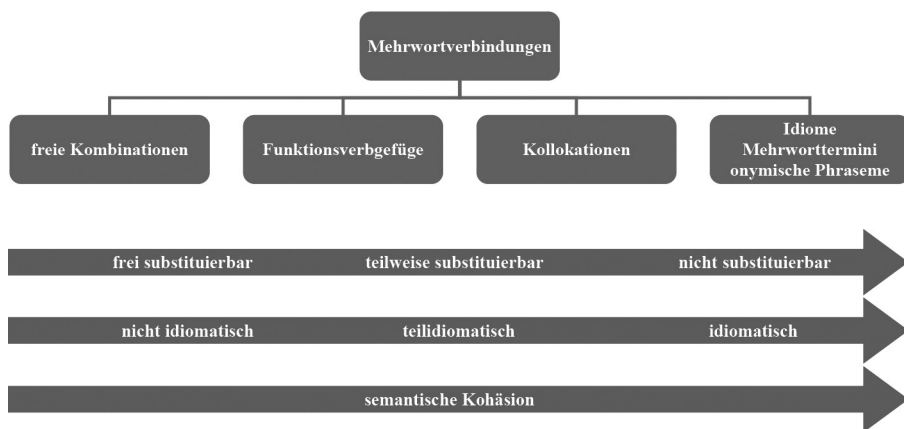 Mehrwortverbindungen
freie Kombinationen
Funktionsverbgefüge
Kollokationen
Idiome
Mehrworttermini
onymische Phraseme
frei substituierbar teilweise substituierbar nicht substituierbar
nicht idiomatisch teilidiomatisch idiomatisch
semantische Kohäsion